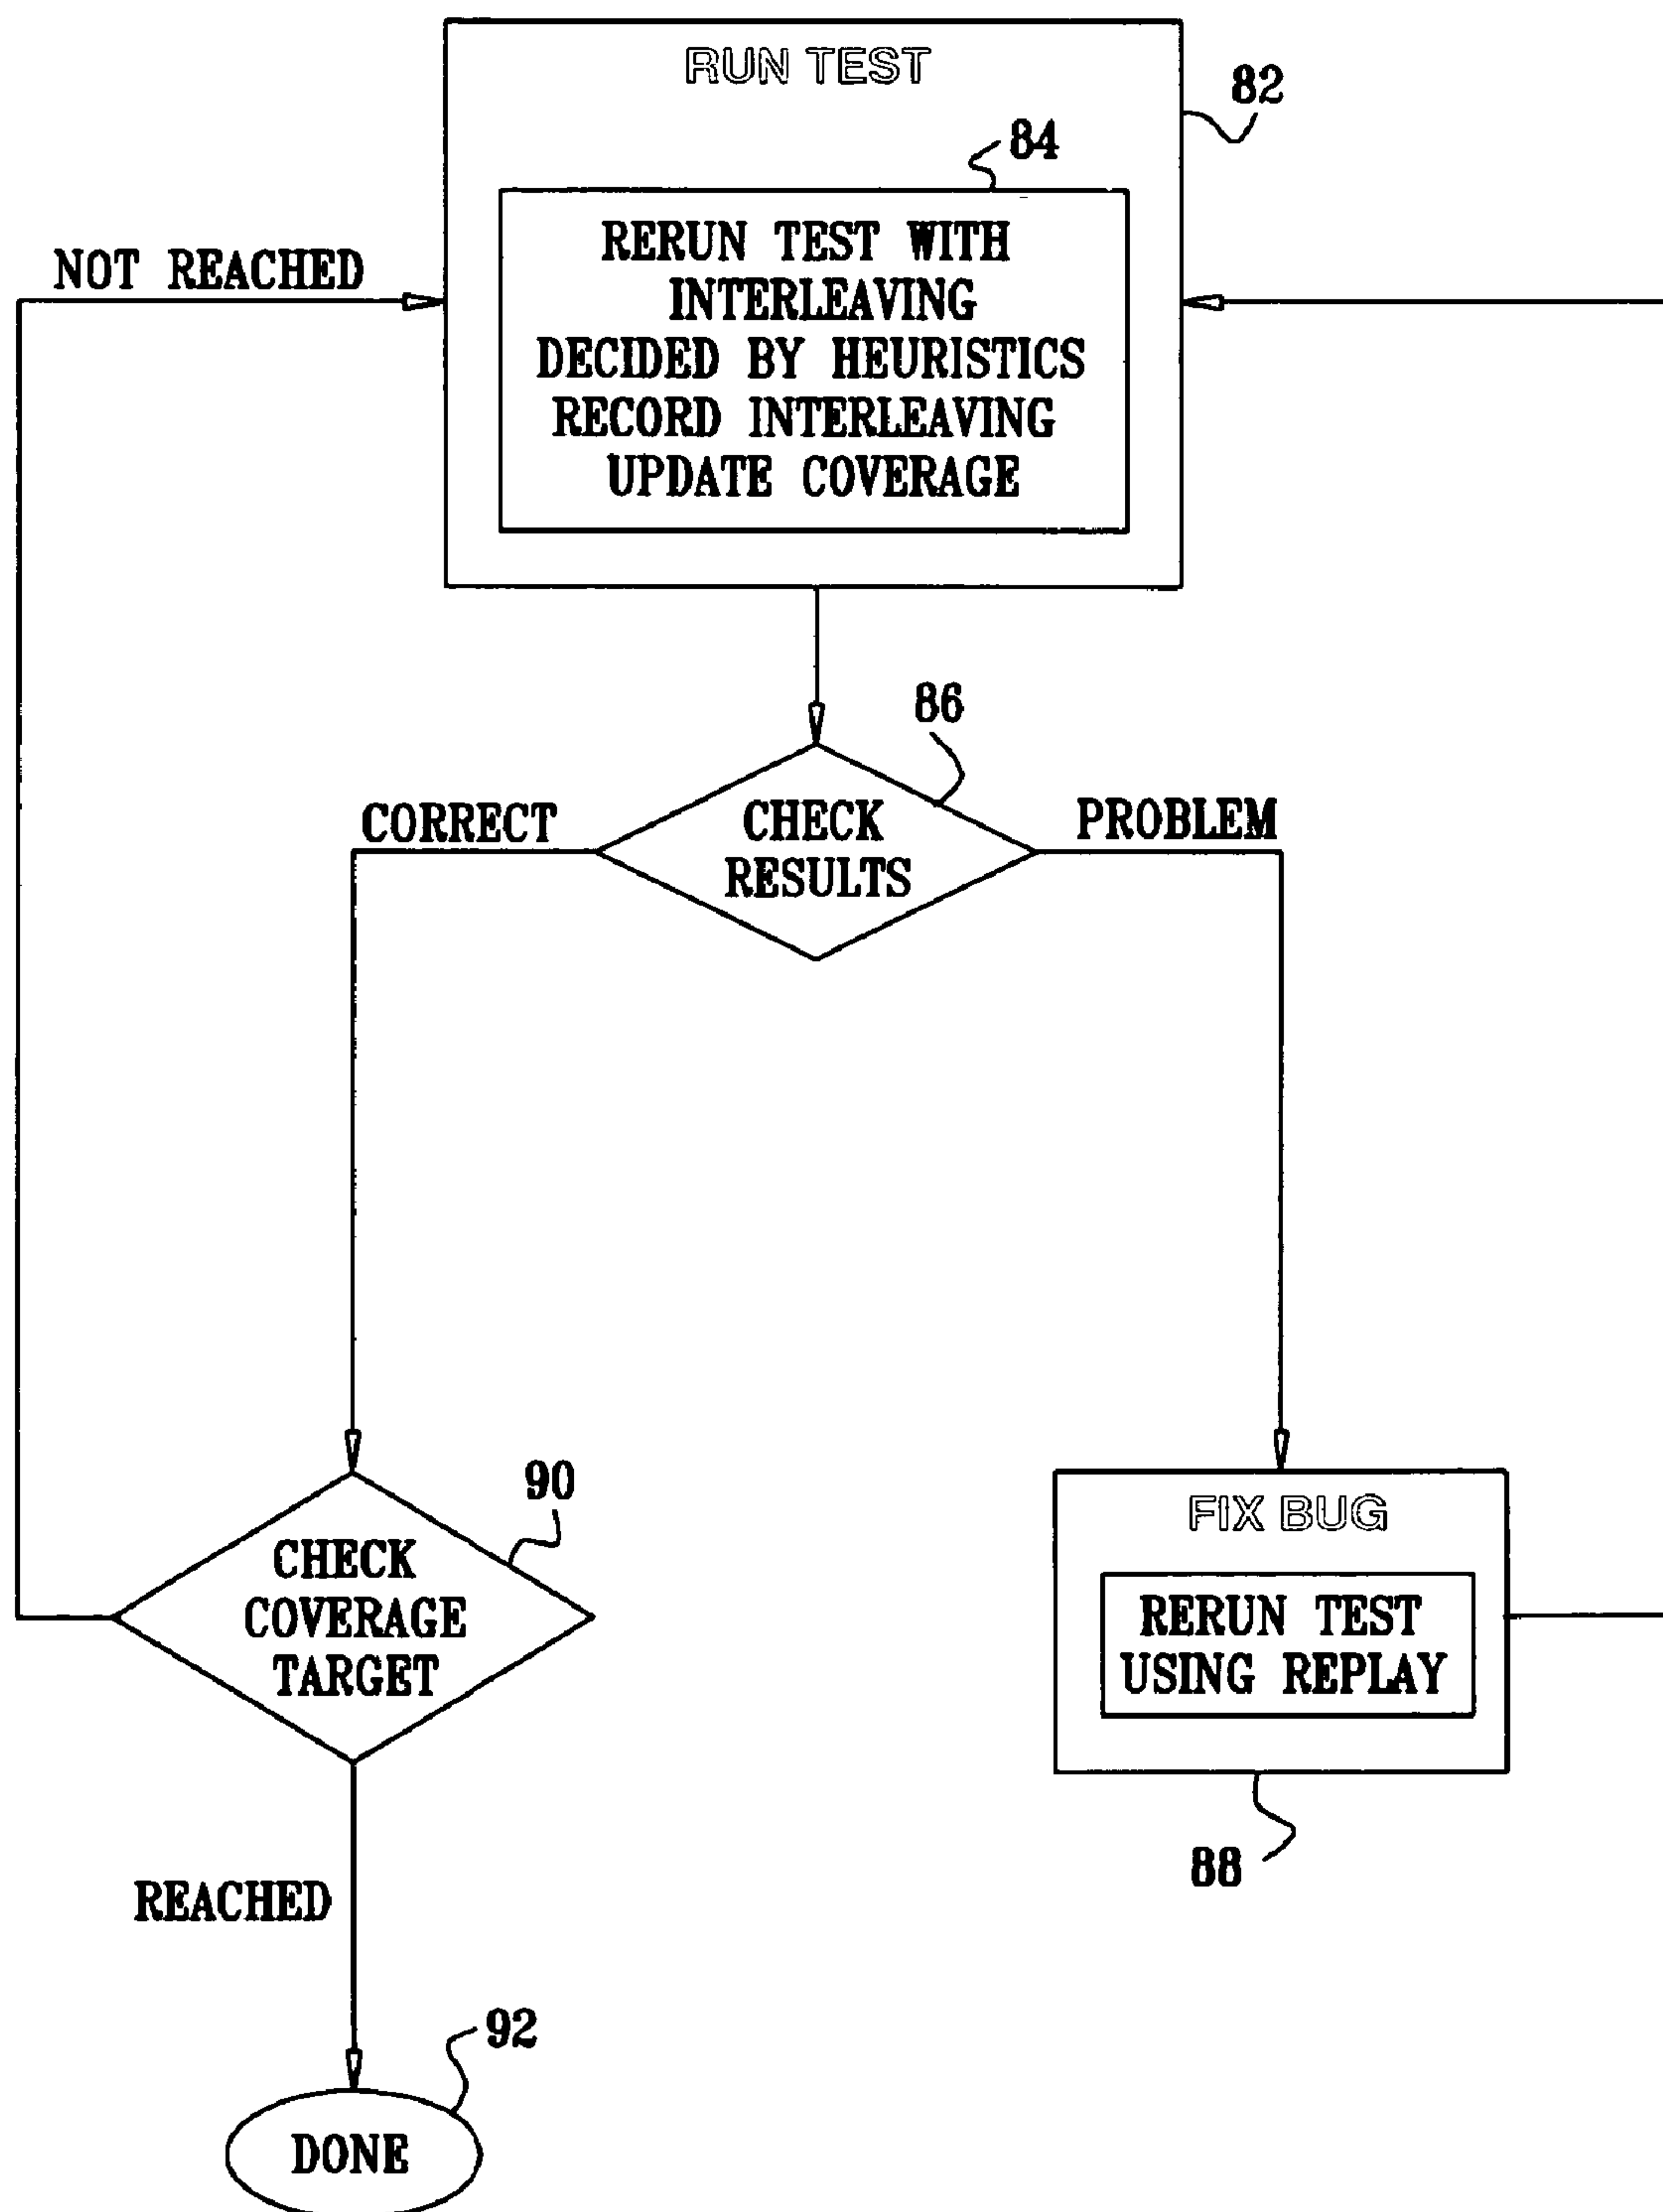 RUN TEST
82
84
RERUN TEST WITH
INTERLEAVING
DECIDED BY HEURISTICS
RECORD INTERLEAVING
UPDATE COVERAGE
NOT REACHED
86
CORRECT
CHECK
RESULTS
PROBLEM
90
CHECK
COVERAGE
TARGET
FIX BUG
RERUN TEST
USING REPLAY
88
REACHED
92
DONE